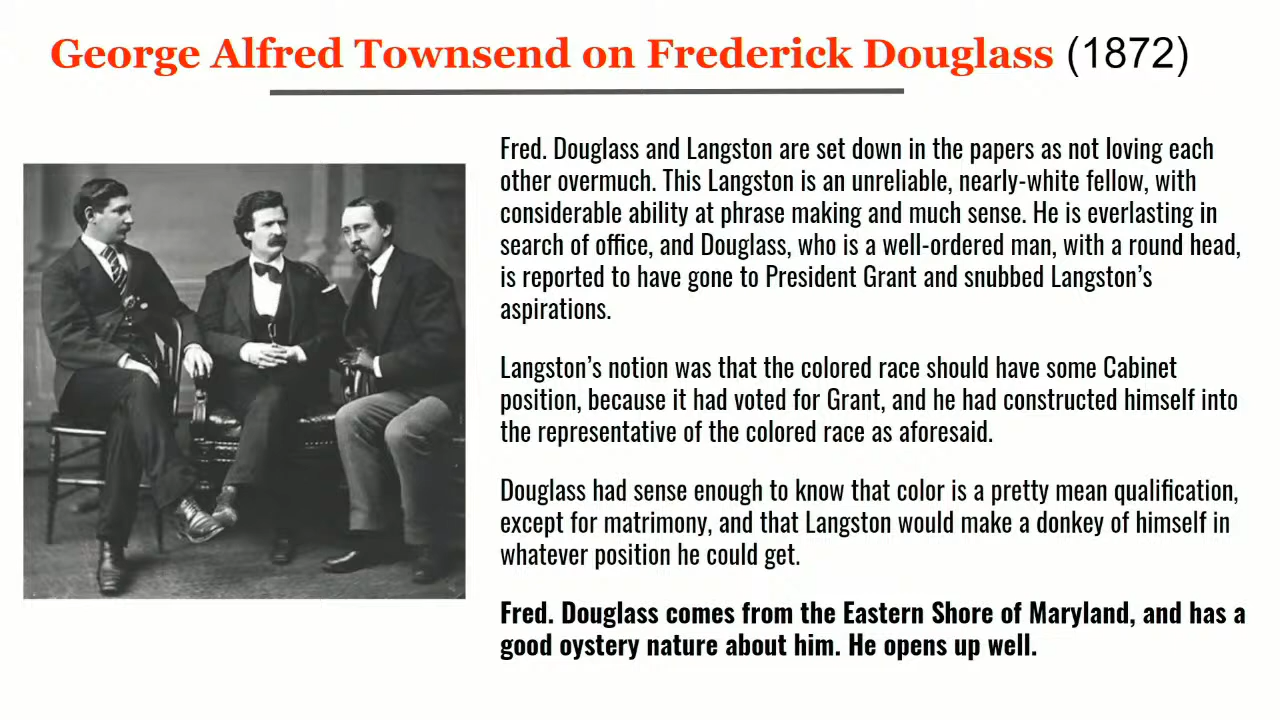 George Alfred Townsend on Frederick Douglass (1872)
Fred. Douglass and Langston are set down in the papers as not loving each
other overmuch. This Langston is an unreliable, nearly-white fellow, with
considerable ability at phrase making and much sense. He is everlasting in
search of office, and Douglass, who is a well-ordered man, with a round head,
is reported to have gone to President Grant and snubbed Langston’s
aspirations.
Langston’s notion was that the colored race should have some Cabinet
position, because it had voted for Grant, and he had constructed himself into
the representative of the colored race as aforesaid.
Douglass had sense enough to know that color is a pretty mean qualification,
except for matrimony, and that Langston would make a donkey of himself in
whatever position he could get.
Fred. Douglass comes from the Eastern Shore of Maryland, and has a
good oystery nature about him. He opens up well.